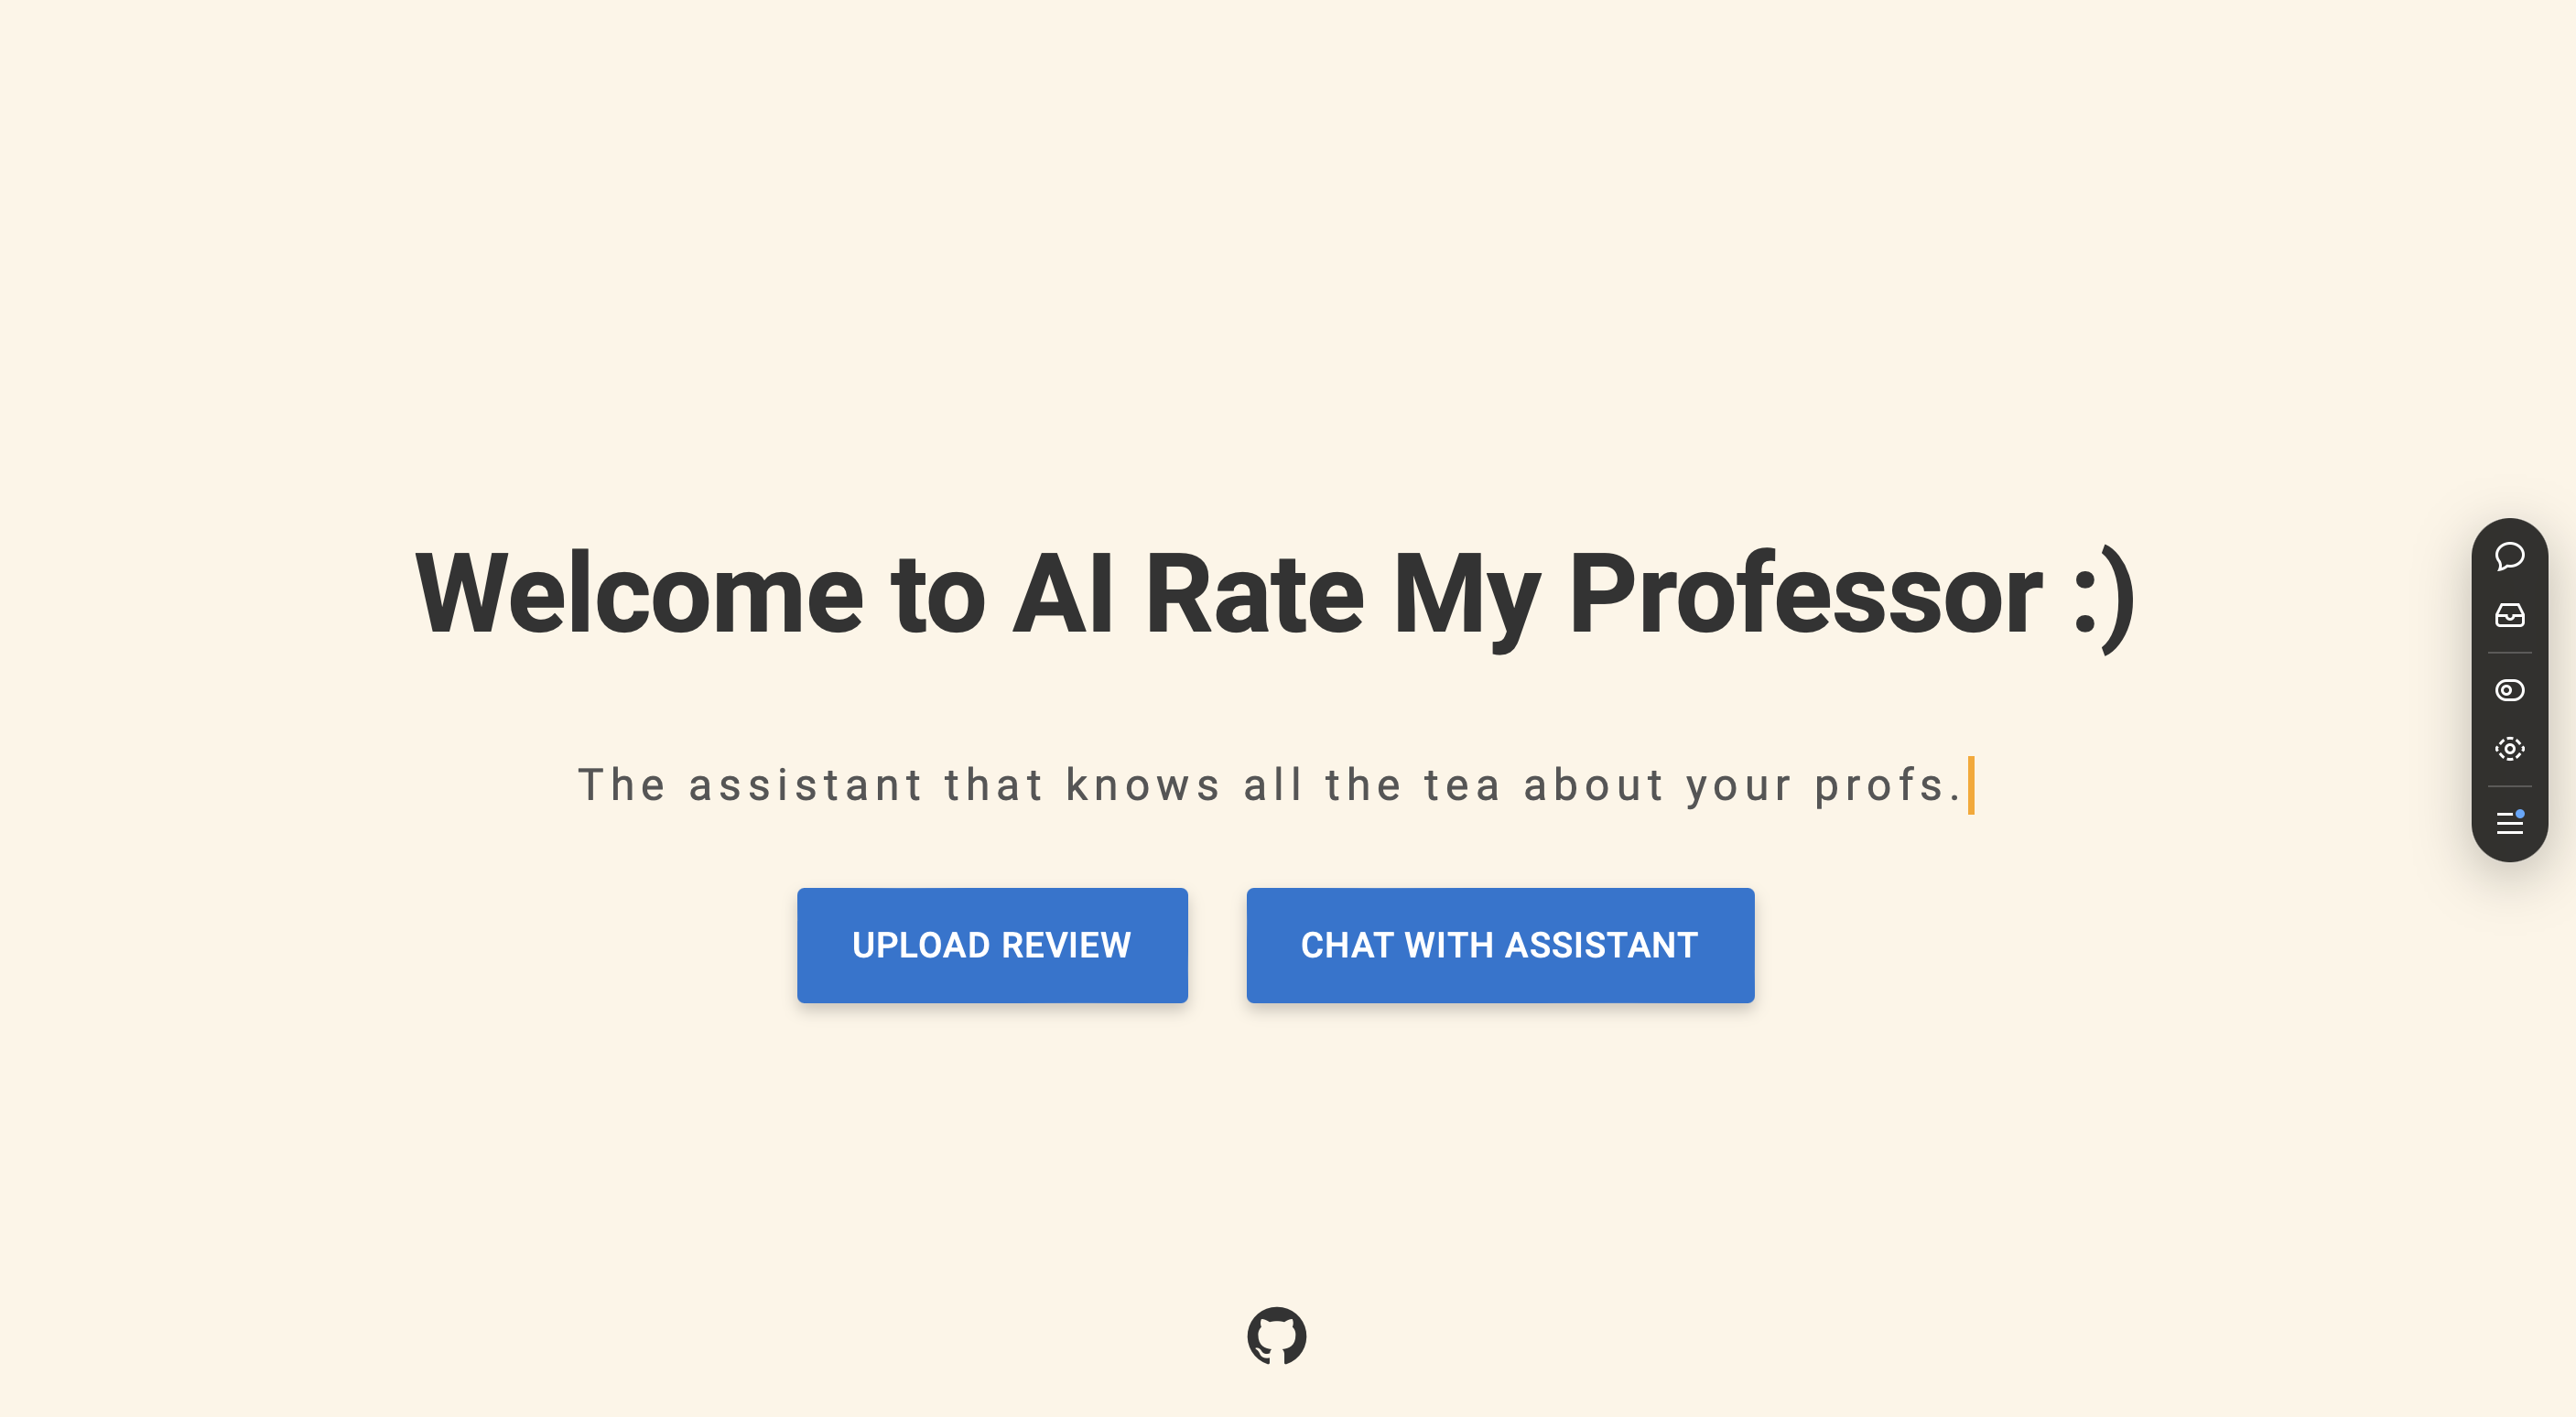 Welcome to AI Rate My Professor :)
The assistant that knows all the tea about your profs.
UPLOAD REVIEW
CHAT WITH ASSISTANT